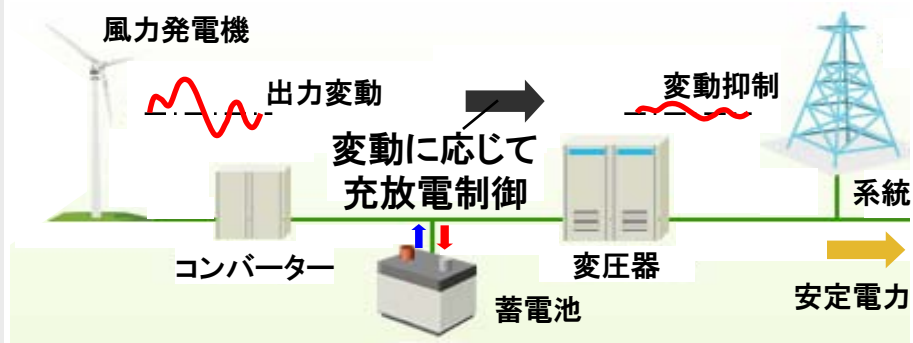 風力発電機
出力変動
変動抑制
変動に応じて
充放電制御
系統
コンバーター
変圧器
蓄電池
安定電力